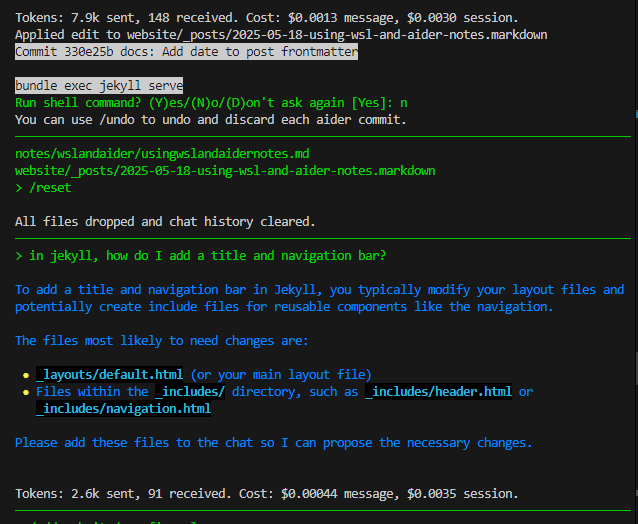 Tokens: 7.9k sent, 148 received. Cost: $0.0013 message, $0.0030 session.
Applied edit to website/_posts/2025-05-18-using-wsl-and-aider-notes.markdown
Commit 330e25b docs: Add date to post frontmatter
bundle exec jekyll serve
Run shell command? (Y)es/(N)o/(D)on't ask again [Yes]: n
You can use /undo to undo and discard each aider commit.
notes/wslandaider/usingwslandaidernotes.md
website/_posts/2025-05-18-using-wsl-and-aider-notes.markdown
> /reset
All files dropped and chat history cleared.
> in jekyll, how do I add a title and navigation bar?
To add a title and navigation bar in Jekyll, you typically modify your layout files and
potentially create include files for reusable components like the navigation.
The files most likely to need changes are:
• _layouts/default.html (or your main layout file)
• Files within the _includes/ directory, such as _includes/header.html or
_includes/navigation.html
Please add these files to the chat so I can propose the necessary changes.
Tokens: 2.6k sent, 91 received. Cost: $0.00044 message, $0.0035 session.